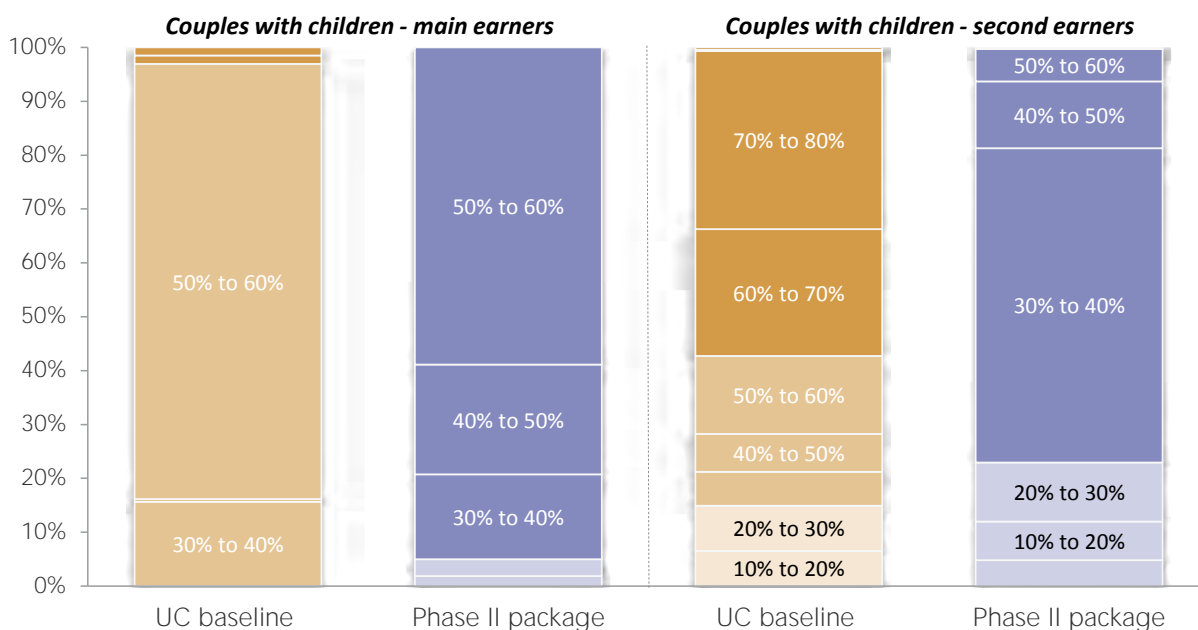 Couples with children - main earners
Couples with children - second earners
100%
90%
80%
70%
60%
50%
40%
30%
20%
10%
0%
50% to 60%
30% to 40%
50% to 60%
40% to 50%
30% to 40%
70% to 80%
60% to 70%
50% to 60%
40% to 50%
20% to 30%
10% to 20%
50% to 60%
40% to 50%
30% to 40%
20% to 30%
10% to 20%
UC baseline
Phase II package
UC baseline
Phase II package